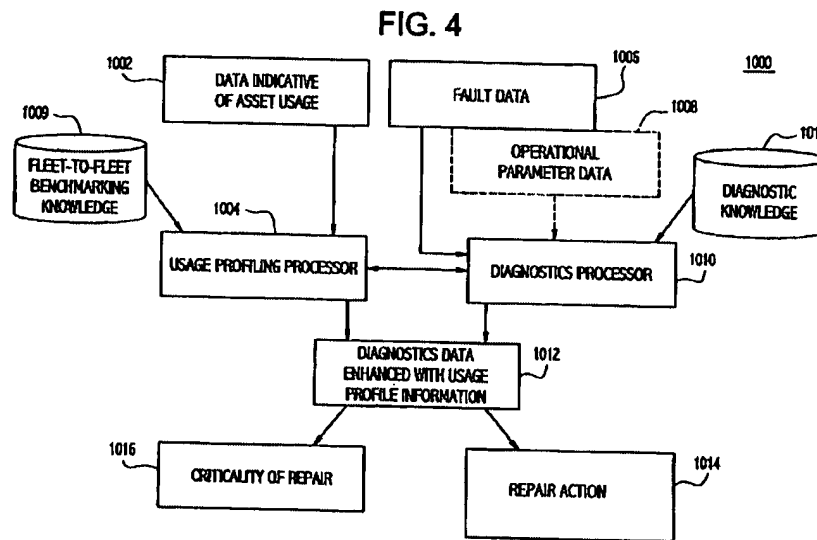 FIG. 4
1002
DATA INDICATIVE
OF ASSET USAGE
1006
FAULT DATA
1000
1008
OPERATIONAL
PARAMETER DATA
1009
FLEET-TO-FLEET
BENCHMARKING
KNOWLEDGE
101
DIAGNOSTIC
KNOWLEDGE
1004
USAGE PROFILING PROCESSOR
DIAGNOSTICS PROCESSOR
1010
DIAGNOSTICS DATA
ENHANCED WITH USAGE
PROFILE INFORMATION
1012
1016
CRITICALITY OF REPAIR
REPAIR ACTION
1014